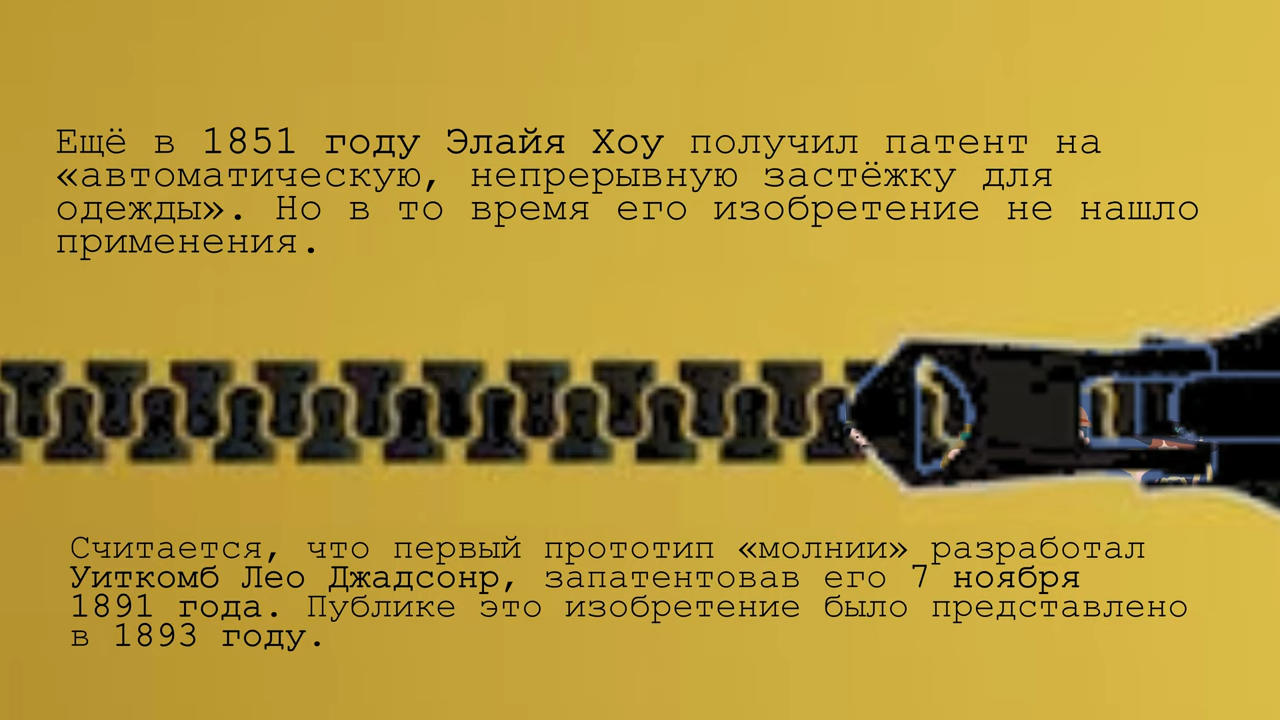 Ещё в 1851 году Элайя Хоу получил патент на
«автоматическую, непрерывную застёжку для
одежды». Но в то время его изобретение не нашло
применения.
Считается, что первый прототип «молнии» разработал
Уиткомб Лео Джадсонр, запатентовав его 7 ноября
1891 года. Публике это изобретение было представлено
в 1893 году.